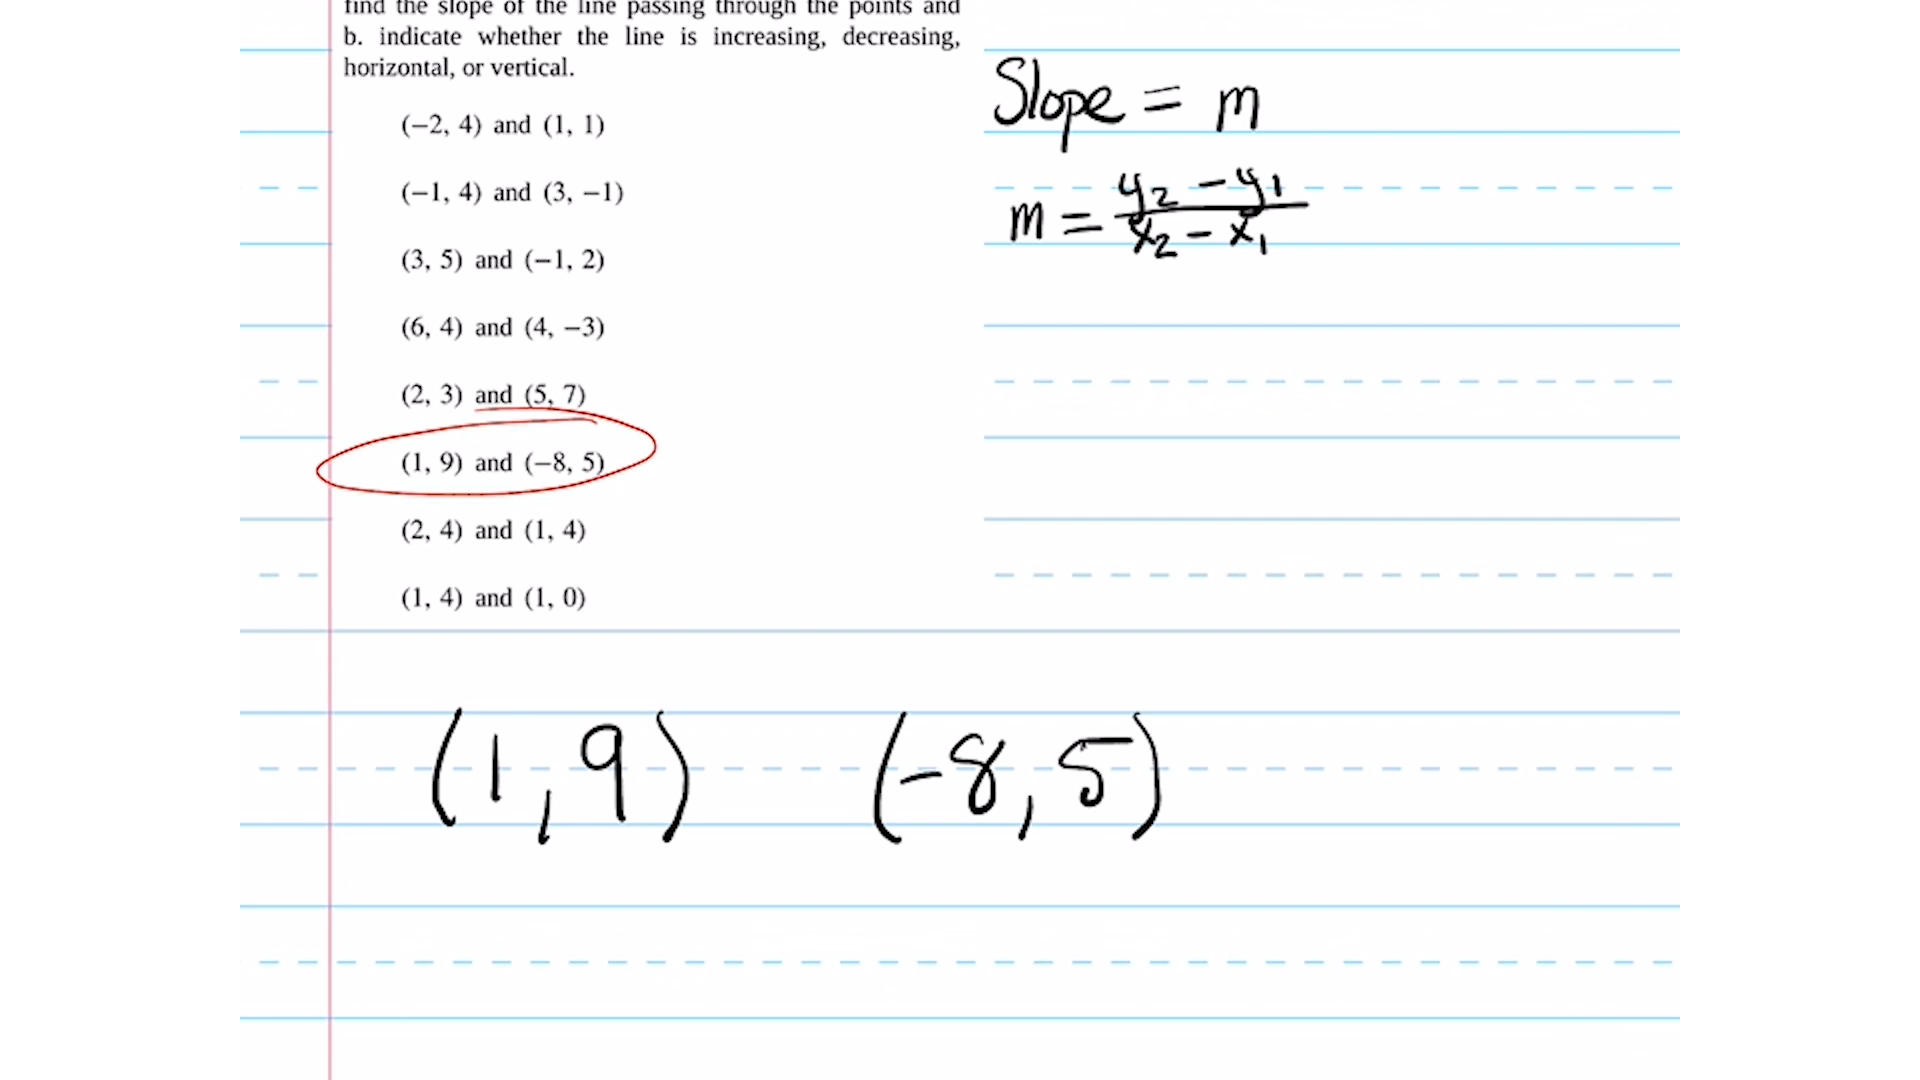 find the slope of the line passing through the points and
b. indicate whether the line is increasing, decreasing,
horizontal, or vertical.
(−2, 4) and (1, 1)
(−1, 4) and (3, −1)
(3, 5) and (−1, 2)
(6, 4) and (4, −3)
(2, 3) and (5, 7)
(1, 9) and (−8, 5)
(2, 4) and (1, 4)
(1, 4) and (1, 0)
Slope = m
m = y₂ − y₁ / x₂ − x₁
(1, 9) (-8, 5)